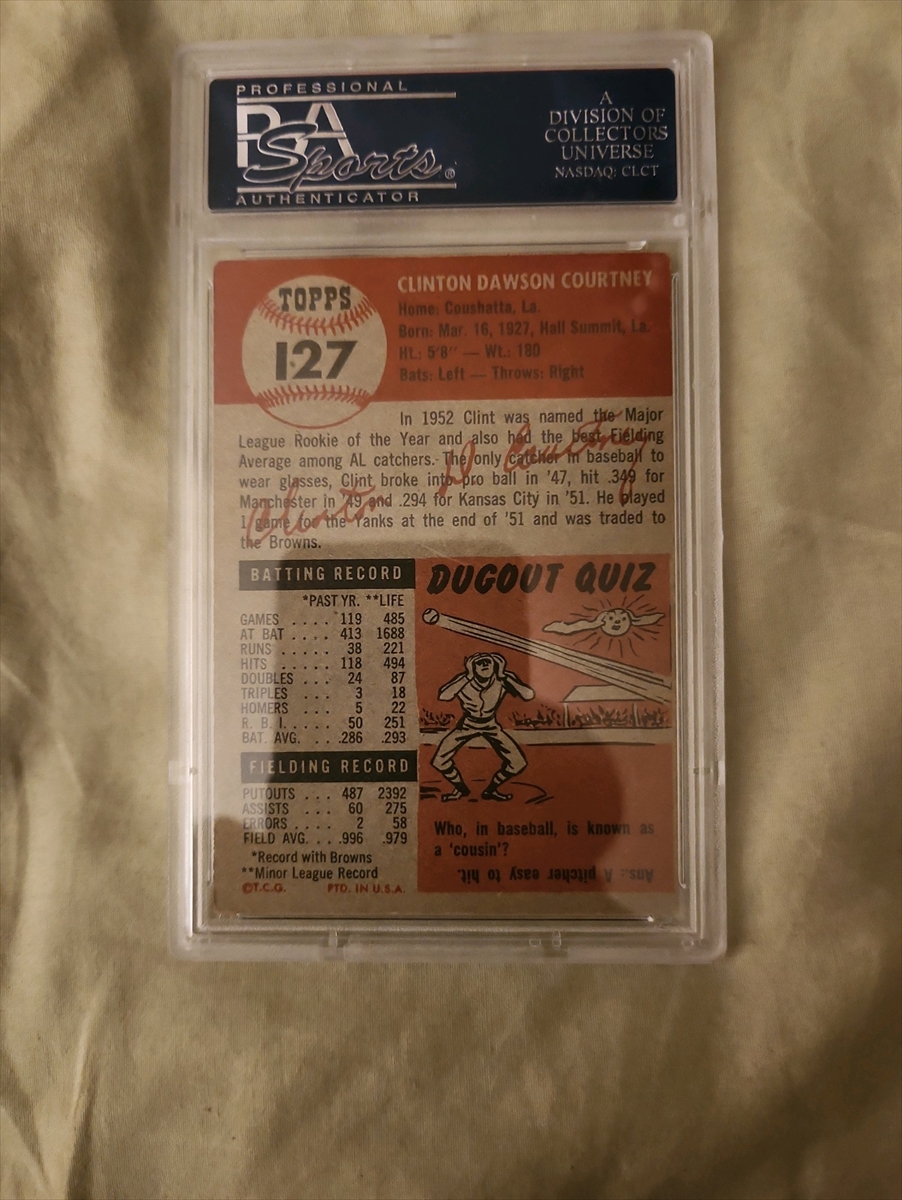 PROFESSIONAL
PSA
Sports®
AUTHENTICATOR
A
DIVISION OF
COLLECTORS
UNIVERSE
NASDAQ: CLCT
TOPPS
127
CLINTON DAWSON COURTNEY
Home: Coushatta, La.
Born: Mar. 16, 1927, Hall Summit, La.
Ht.: 5'8" — Wt.: 180
Bats: Left — Throws: Right
In 1952 Clint was named the Major
League Rookie of the Year and also had the best Fielding
Average among AL catchers. The only catcher in baseball to
wear glasses, Clint broke into pro ball in '47, hit .349 for
Manchester in '49 and .294 for Kansas City in '51. He played
1 game for the Yanks at the end of '51 and was traded to
the Browns.
Clinton D Courtney
BATTING RECORD
*PAST YR. **LIFE
GAMES . . . . 119 485
AT BAT . . . . 413 1688
RUNS . . . . . 38 221
HITS . . . . . 118 494
DOUBLES . . . 24 87
TRIPLES . . . 3 18
HOMERS . . . 5 22
R. B. I. . . . . 50 251
BAT. AVG. . . .286 .293
FIELDING RECORD
PUTOUTS . . . 487 2392
ASSISTS . . . 60 275
ERRORS . . . . 2 58
FIELD AVG. . . .996 .979
*Record with Browns
**Minor League Record
©T.C.G. PTD. IN U.S.A.
DUGOUT QUIZ
Who, in baseball, is known as
a 'cousin'?
Ans.: A pitcher easy to hit.